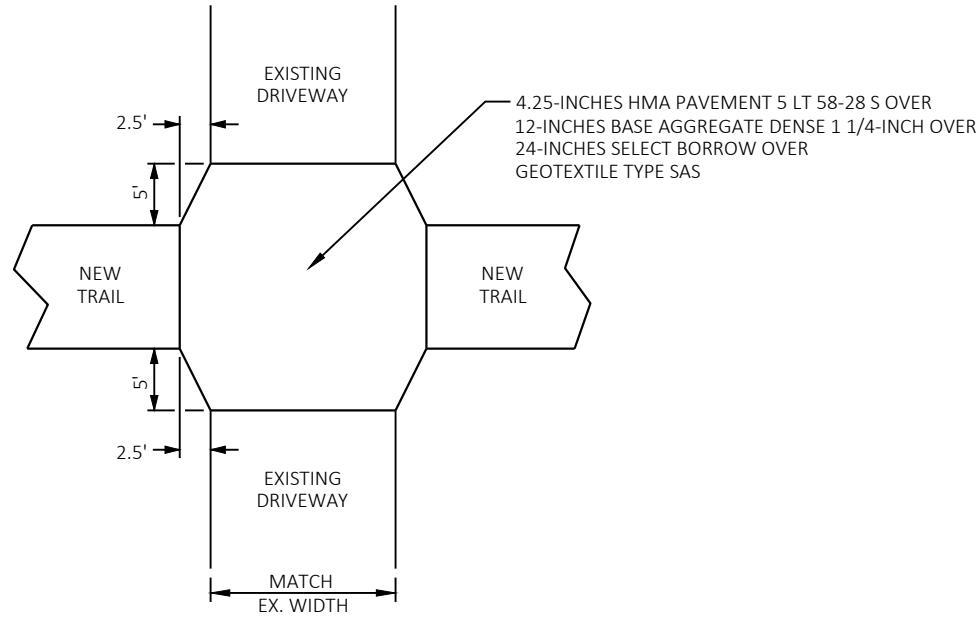 EXISTING
DRIVEWAY
4.25-INCHES HMA PAVEMENT 5 LT 58-28 S OVER
12-INCHES BASE AGGREGATE DENSE 1 1/4-INCH OVER
24-INCHES SELECT BORROW OVER
GEOTEXTILE TYPE SAS
2.5'
5'
NEW
TRAIL
NEW
TRAIL
5'
2.5'
EXISTING
DRIVEWAY
MATCH
EX. WIDTH